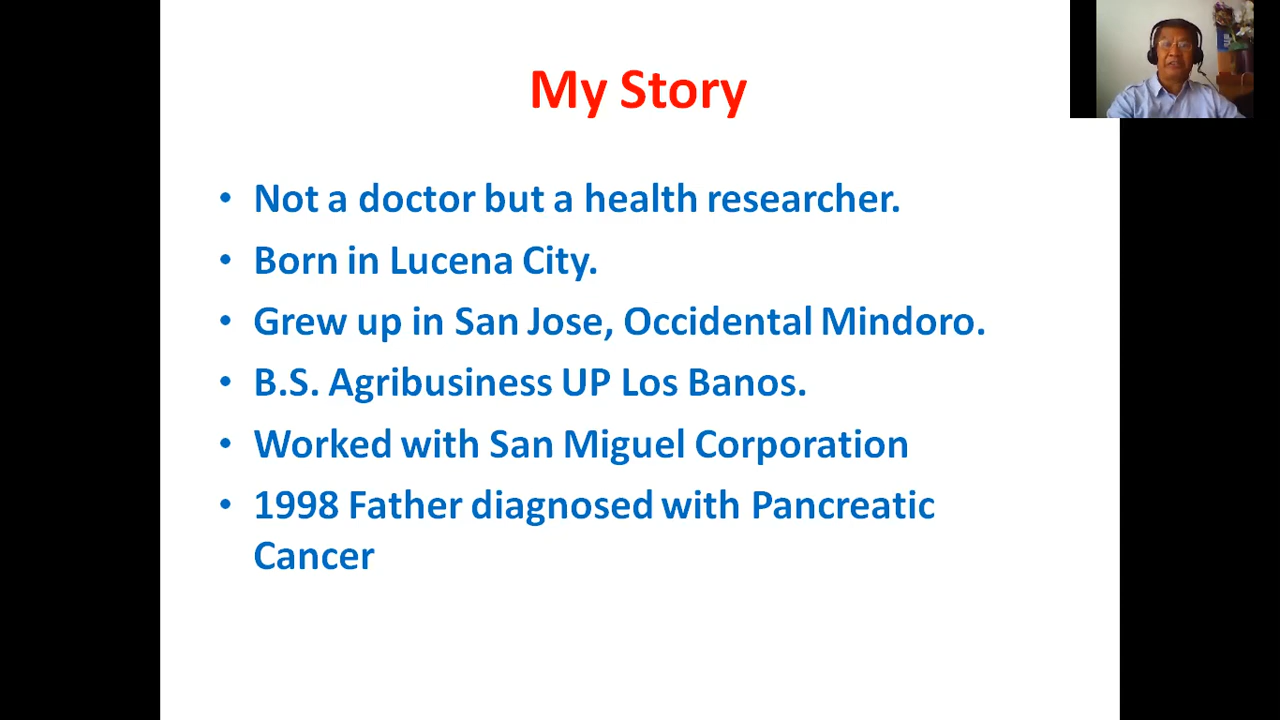 My Story
• Not a doctor but a health researcher.
• Born in Lucena City.
• Grew up in San Jose, Occidental Mindoro.
• B.S. Agribusiness UP Los Banos.
• Worked with San Miguel Corporation
• 1998 Father diagnosed with Pancreatic
Cancer